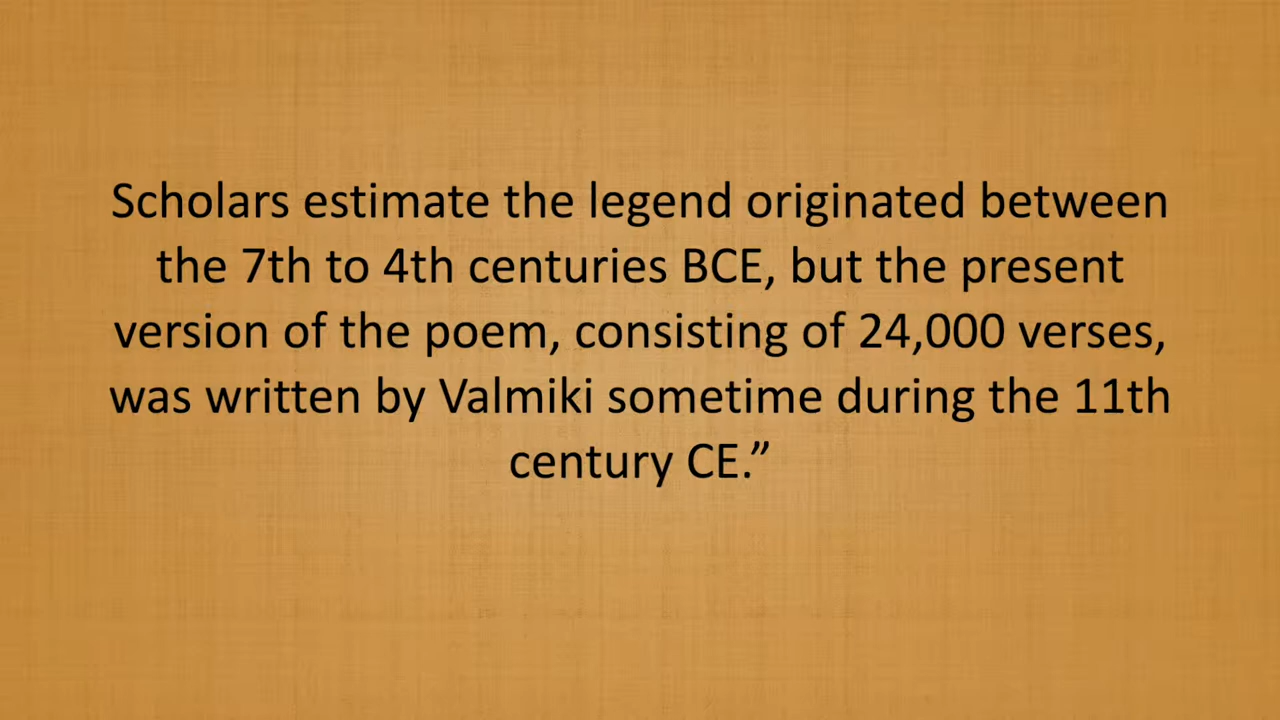 Scholars estimate the legend originated between
the 7th to 4th centuries BCE, but the present
version of the poem, consisting of 24,000 verses,
was written by Valmiki sometime during the 11th
century CE.”